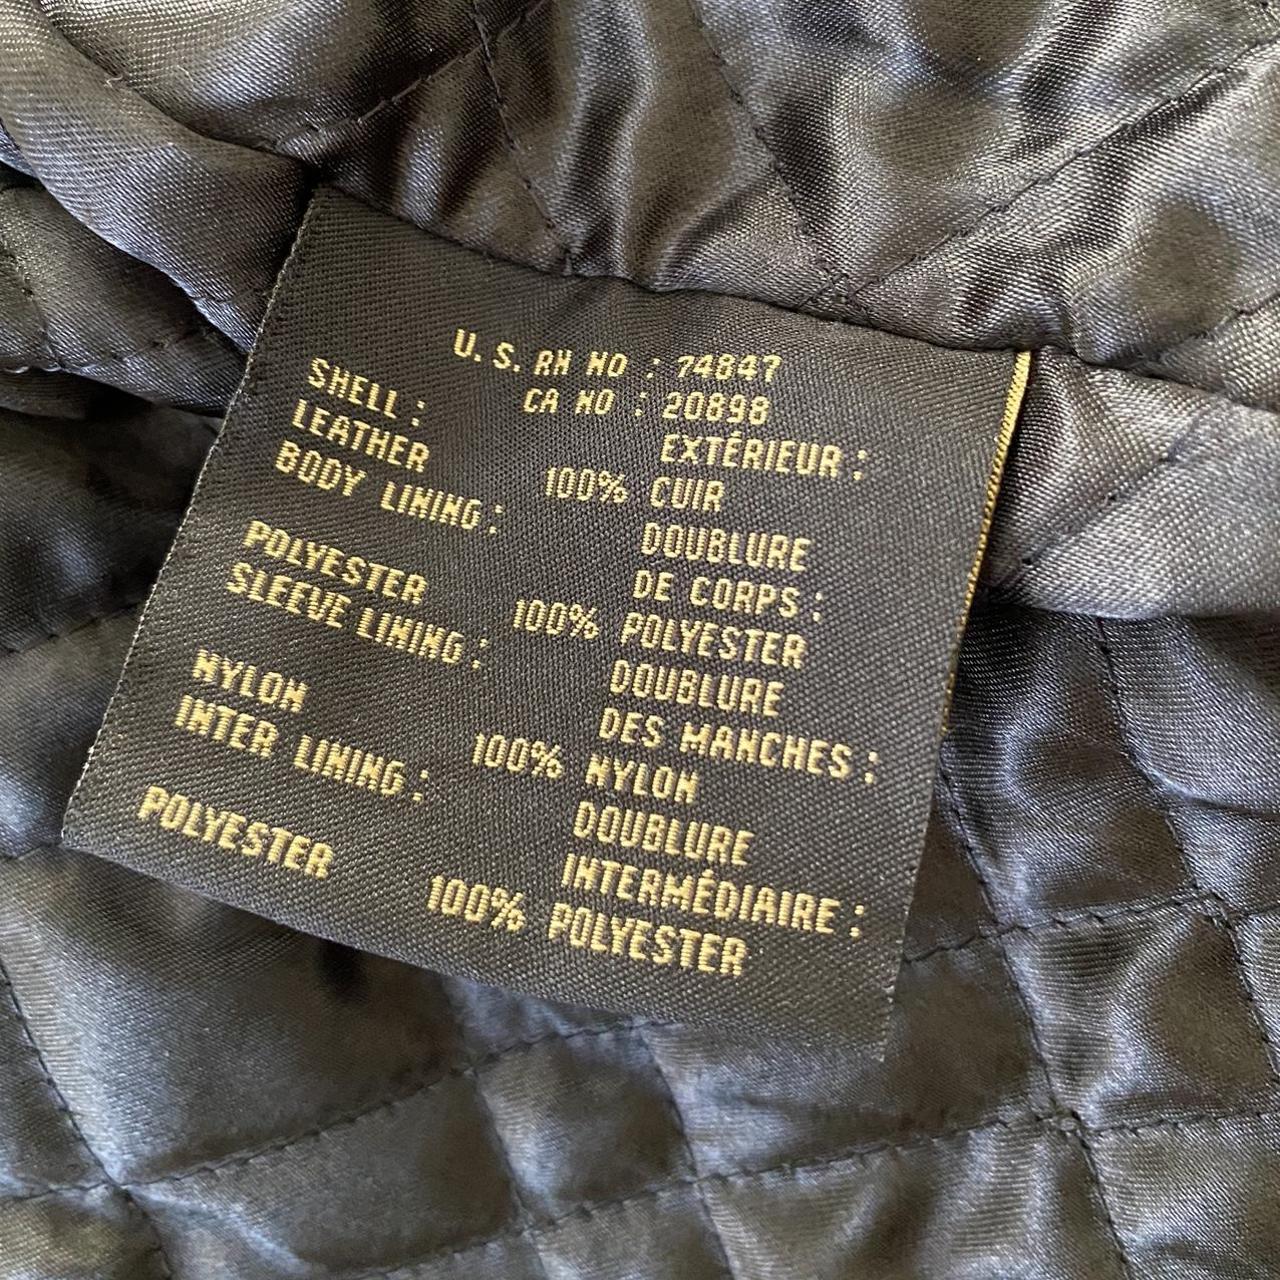 U.S. RN NO : 74847
CA NO : 20898
SHELL : EXTÉRIEUR :
LEATHER 100% CUIR
BODY LINING : DOUBLURE
DE CORPS :
POLYESTER 100% POLYESTER
SLEEVE LINING : DOUBLURE
DES MANCHES :
NYLON 100% NYLON
INTER LINING : DOUBLURE
INTERMÉDIAIRE :
POLYESTER 100% POLYESTER